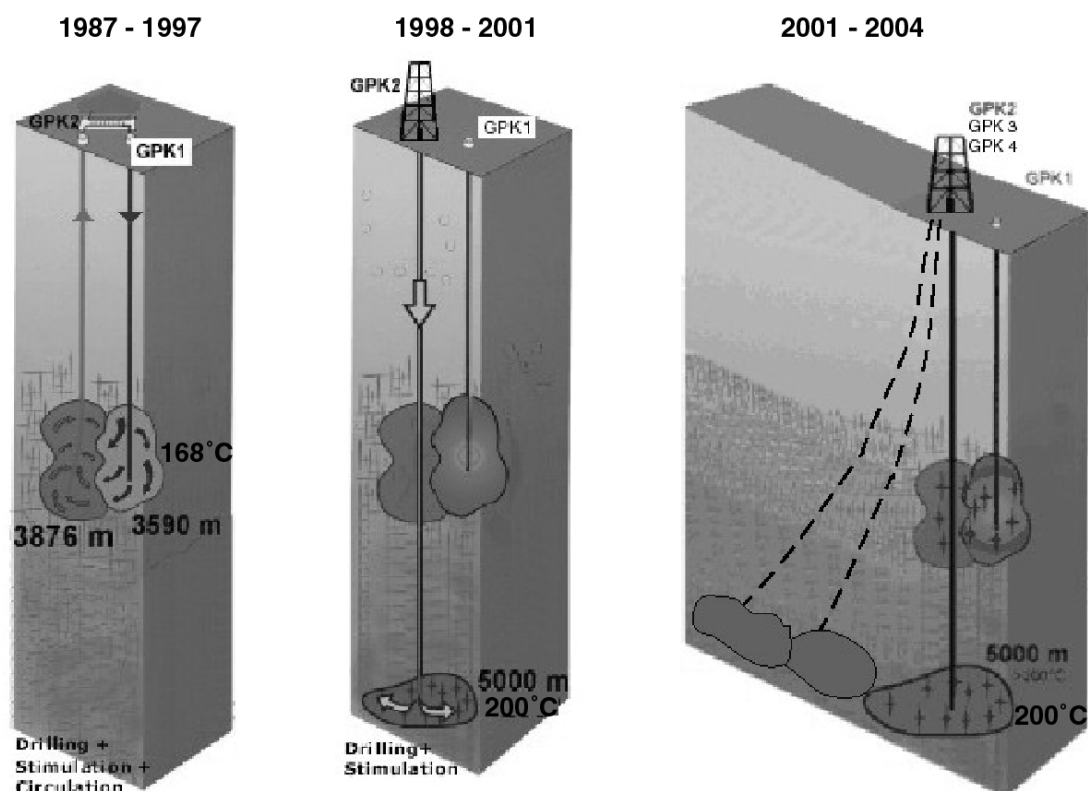 1987 - 1997
1998 - 2001
2001 - 2004
GPK2
GPK1
168°C
3876 m
3590 m
Drilling +
Stimulation +
Circulation
GPK2
GPK1
5000 m
200°C
Drilling+
Stimulation
GPK2
GPK 3
GPK 4
GPK1
5000 m
200°C